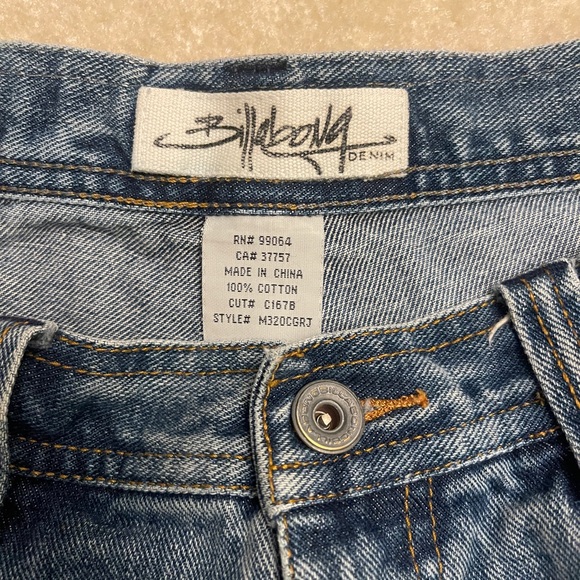 Billabong
DENIM
RN# 99064
CA# 37757
MADE IN CHINA
100% COTTON
CUT# C167B
STYLE# M320CGRJ